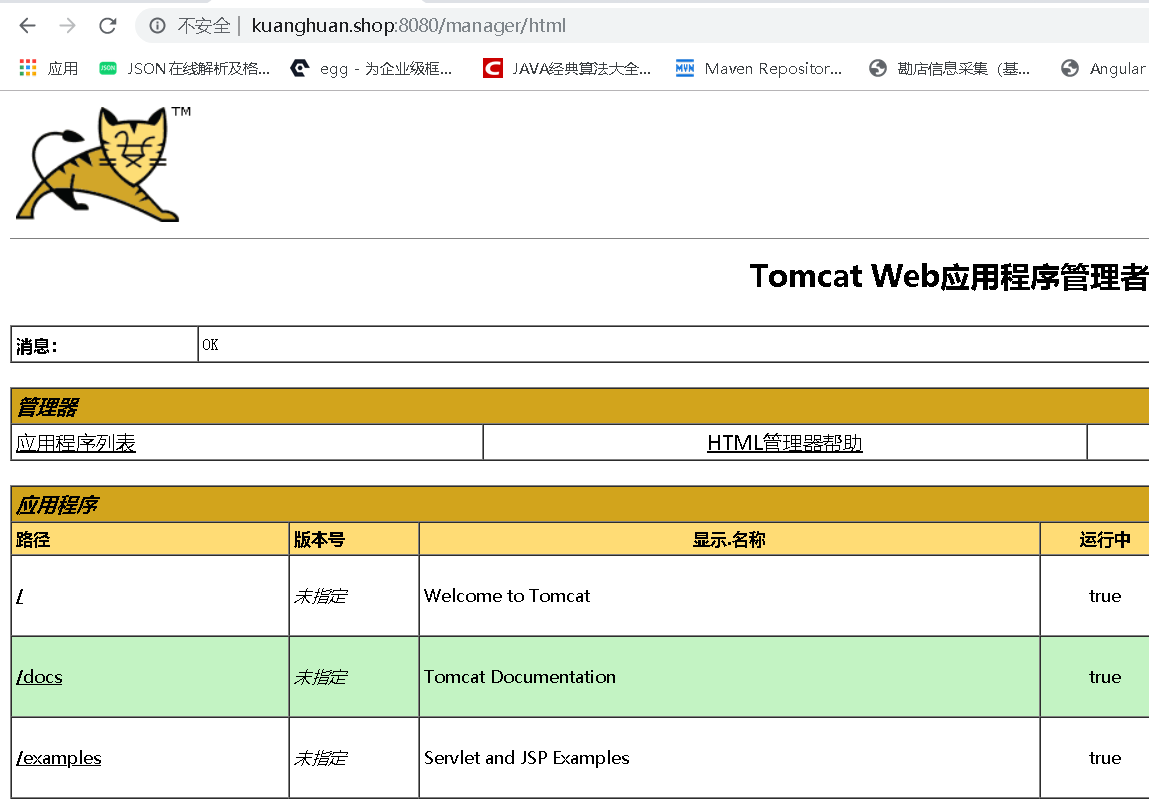 不安全 | kuanghuan.shop:8080/manager/html
应用 JSON在线解析及格... egg - 为企业级框... JAVA经典算法大全... Maven Repositor... 勘店信息采集（基... Angular
TM
Tomcat Web应用程序管理者
消息: OK
管理器
应用程序列表 HTML管理器帮助
应用程序
路径 版本号 显示.名称 运行中
/ 未指定 Welcome to Tomcat true
/docs 未指定 Tomcat Documentation true
/examples 未指定 Servlet and JSP Examples true